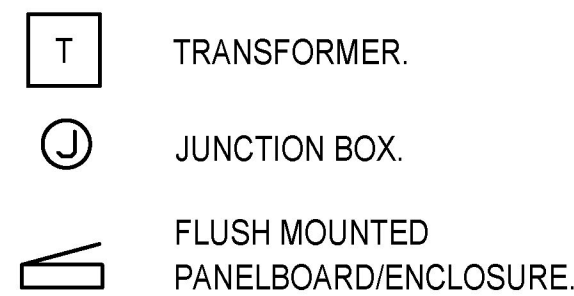 T TRANSFORMER.
J JUNCTION BOX.
FLUSH MOUNTED
PANELBOARD/ENCLOSURE.